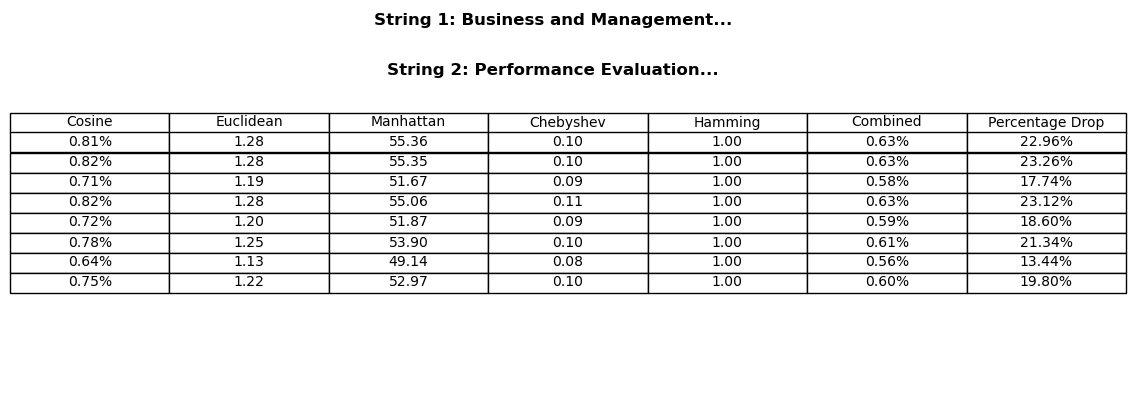 String 1: Business and Management...
String 2: Performance Evaluation...
Cosine Euclidean Manhattan Chebyshev Hamming Combined Percentage Drop
0.81% 1.28 55.36 0.10 1.00 0.63% 22.96%
0.82% 1.28 55.35 0.10 1.00 0.63% 23.26%
0.71% 1.19 51.67 0.09 1.00 0.58% 17.74%
0.82% 1.28 55.06 0.11 1.00 0.63% 23.12%
0.72% 1.20 51.87 0.09 1.00 0.59% 18.60%
0.78% 1.25 53.90 0.10 1.00 0.61% 21.34%
0.64% 1.13 49.14 0.08 1.00 0.56% 13.44%
0.75% 1.22 52.97 0.10 1.00 0.60% 19.80%